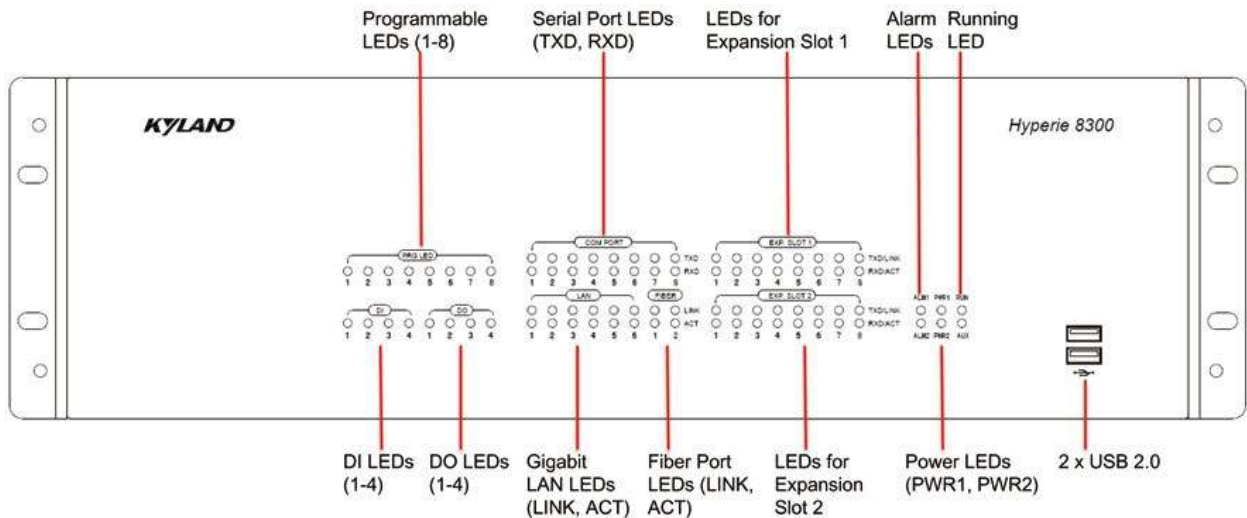 Programmable
LEDs (1-8)
Serial Port LEDs
(TXD, RXD)
LEDs for
Expansion Slot 1
Alarm
LEDs
Running
LED
KYLAND
Hyperie 8300
PRG LED
1 2 3 4 5 6 7 8
COM PORT
TXD
RXD
1 2 3 4 5 6 7 8
EXP. SLOT 1
TXD/LINK
RXD/ACT
1 2 3 4 5 6 7 8
DI
1 2 3 4
DO
1 2 3 4
LAN
1 2 3 4 5 6
FIBER
LINK
ACT
1 2
EXP. SLOT 2
TXD/LINK
RXD/ACT
1 2 3 4 5 6 7 8
ALM1 PWR1 RUN
ALM2 PWR2 AUX
DI LEDs
(1-4)
DO LEDs
(1-4)
Gigabit
LAN LEDs
(LINK, ACT)
Fiber Port
LEDs (LINK,
ACT)
LEDs for
Expansion
Slot 2
Power LEDs
(PWR1, PWR2)
2 x USB 2.0